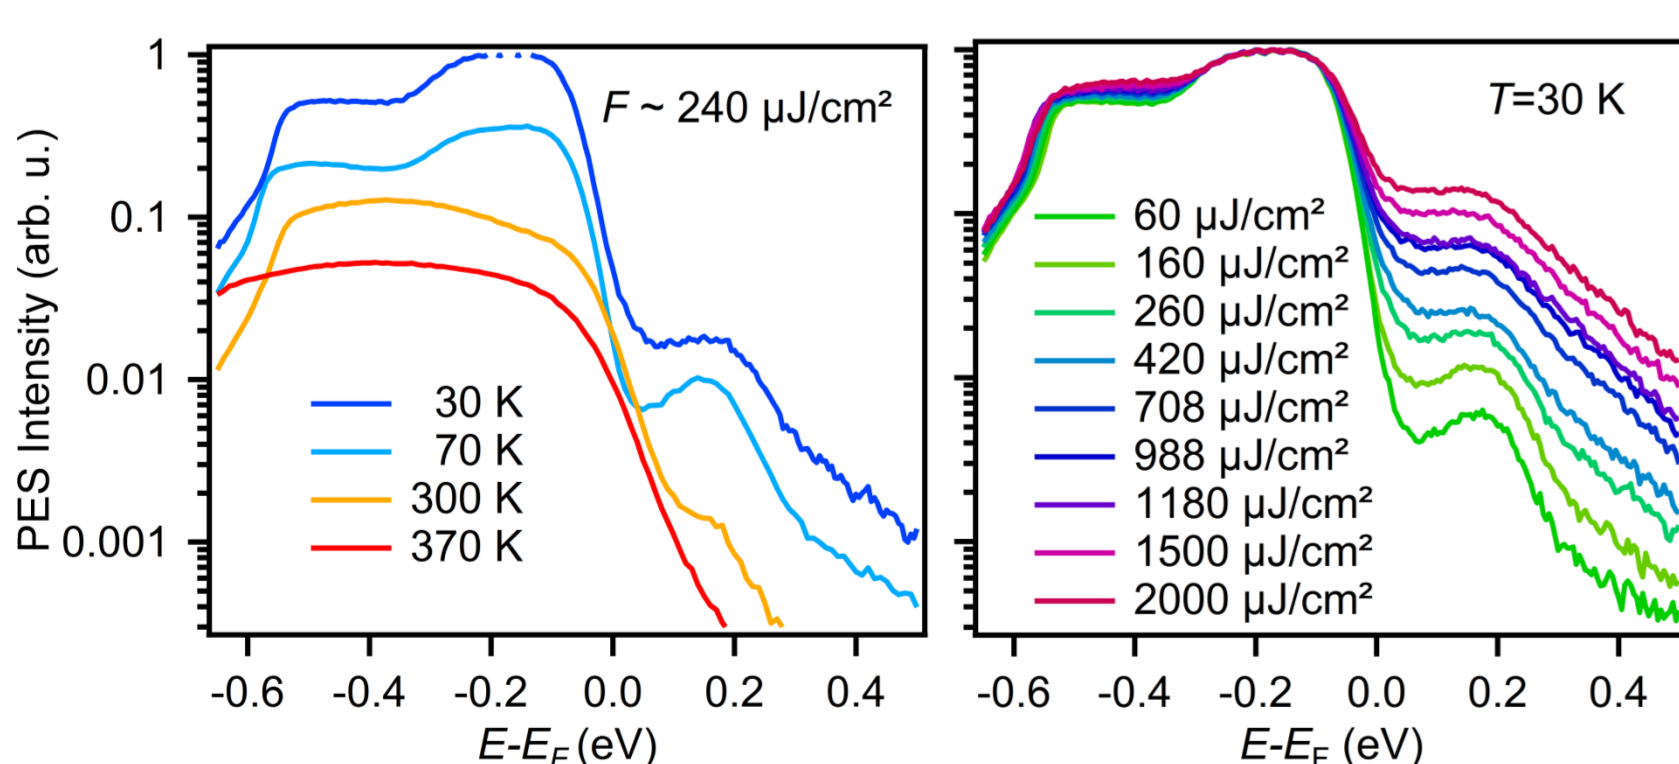 PES Intensity (arb. u.)
1
0.1
0.01
0.001
F ~ 240 µJ/cm²
30 K
70 K
300 K
370 K
-0.6 -0.4 -0.2 0.0 0.2 0.4
E-EF (eV)
T=30 K
60 µJ/cm²
160 µJ/cm²
260 µJ/cm²
420 µJ/cm²
708 µJ/cm²
988 µJ/cm²
1180 µJ/cm²
1500 µJ/cm²
2000 µJ/cm²
-0.6 -0.4 -0.2 0.0 0.2 0.4
E-EF (eV)